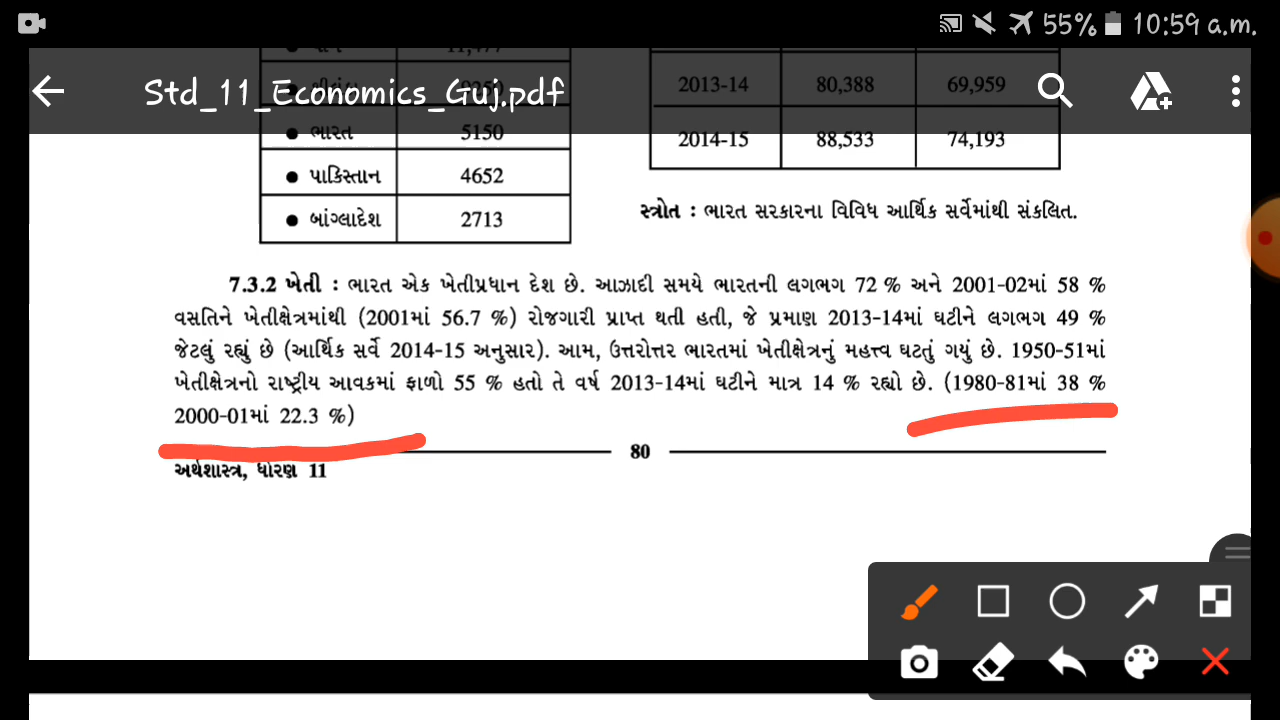 55% 10:59 a.m.
Std_11_Economics_Guj.pdf
2013-14 80,388 69,959
ભારત 5150
2014-15 88,533 74,193
પાકિસ્તાન 4652
બાંગ્લાદેશ 2713
સ્ત્રોત : ભારત સરકારના વિવિધ આર્થિક સર્વેમાંથી સંકલિત.
7.3.2 ખેતી : ભારત એક ખેતીપ્રધાન દેશ છે. આઝાદી સમયે ભારતની લગભગ 72 % અને 2001-02માં 58 %
વસતિને ખેતીક્ષેત્રમાંથી (2001માં 56.7 %) રોજગારી પ્રાપ્ત થતી હતી, જે પ્રમાણ 2013-14માં ઘટીને લગભગ 49 %
જેટલું રહ્યું છે (આર્થિક સર્વે 2014-15 અનુસાર). આમ, ઉત્તરોત્તર ભારતમાં ખેતીક્ષેત્રનું મહત્ત્વ ઘટતું ગયું છે. 1950-51માં
ખેતીક્ષેત્રનો રાષ્ટ્રીય આવકમાં ફાળો 55 % હતો તે વર્ષ 2013-14માં ઘટીને માત્ર 14 % રહ્યો છે. (1980-81માં 38 %
2000-01માં 22.3 %)
80
અર્થશાસ્ત્ર, ધોરણ 11